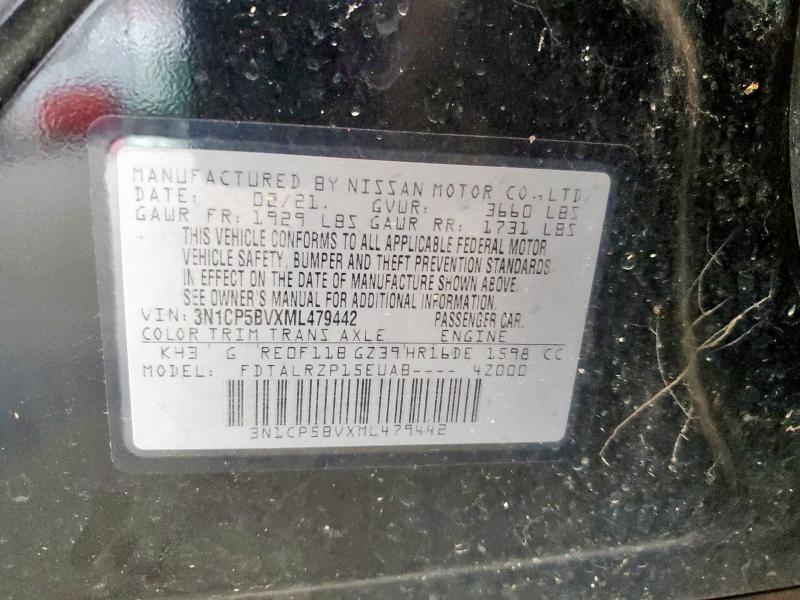 MANUFACTURED BY NISSAN MOTOR CO.,LTD.
DATE: 02/21. GVWR: 3660 LBS
GAWR FR: 1929 LBS GAWR RR: 1731 LBS
THIS VEHICLE CONFORMS TO ALL APPLICABLE FEDERAL MOTOR
VEHICLE SAFETY, BUMPER AND THEFT PREVENTION STANDARDS
IN EFFECT ON THE DATE OF MANUFACTURE SHOWN ABOVE.
SEE OWNER'S MANUAL FOR ADDITIONAL INFORMATION.
VIN: 3N1CP5BVXML479442 PASSENGER CAR.
COLOR TRIM TRANS AXLE ENGINE
KH3 G RE0F11B GZ39 HR16DE 1598 CC
MODEL: FDTALRZP15EUAB---- 4Z000
3N1CP5BVXML479442